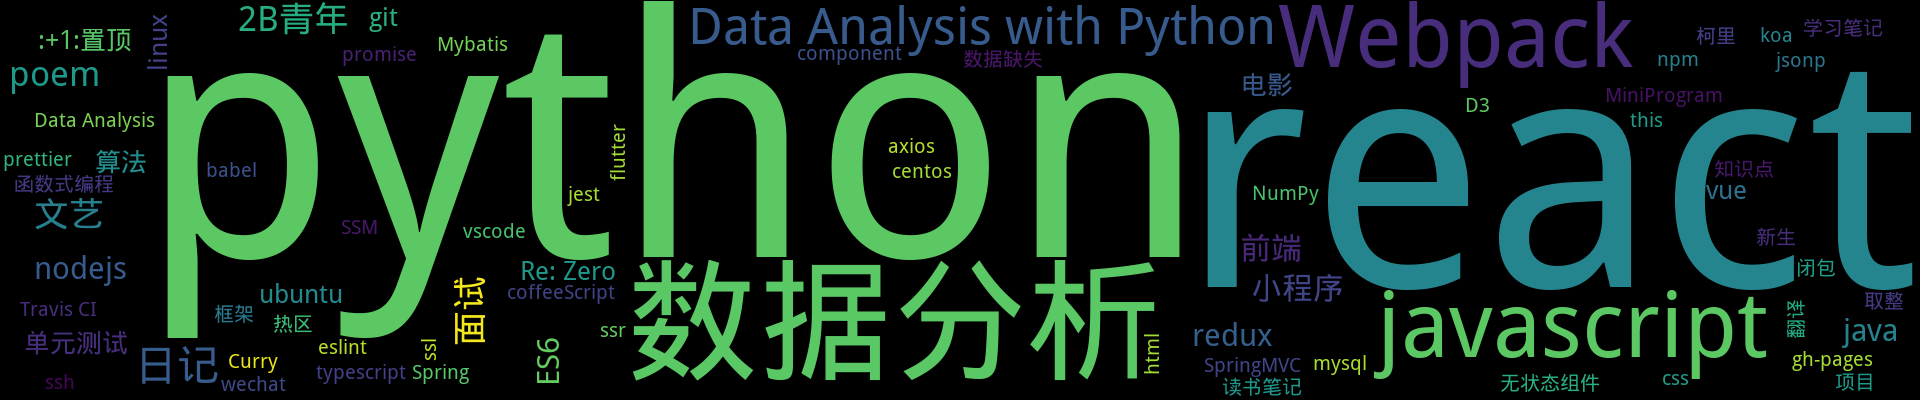 2B青年
git
linux
:+1:置顶
promise
Mybatis
Data Analysis with Python
component
数据缺失
Webpack
柯里
koa
学习笔记
npm
jsonp
poem
电影
MiniProgram
D3
this
Data Analysis
python
react
flutter
axios
centos
prettier
算法
babel
函数式编程
jest
NumPy
知识点
vue
文艺
SSM
vscode
前端
新生
nodejs
Re: Zero
数据分析
小程序
闭包
ubuntu
coffeeScript
面试
Travis CI
框架
热区
取整
javascript
翻译
java
单元测试
ssr
redux
html
日记
Curry
eslint
ssl
ES6
SpringMVC
mysql
gh-pages
ssh
wechat
typescript
Spring
读书笔记
无状态组件
css
项目